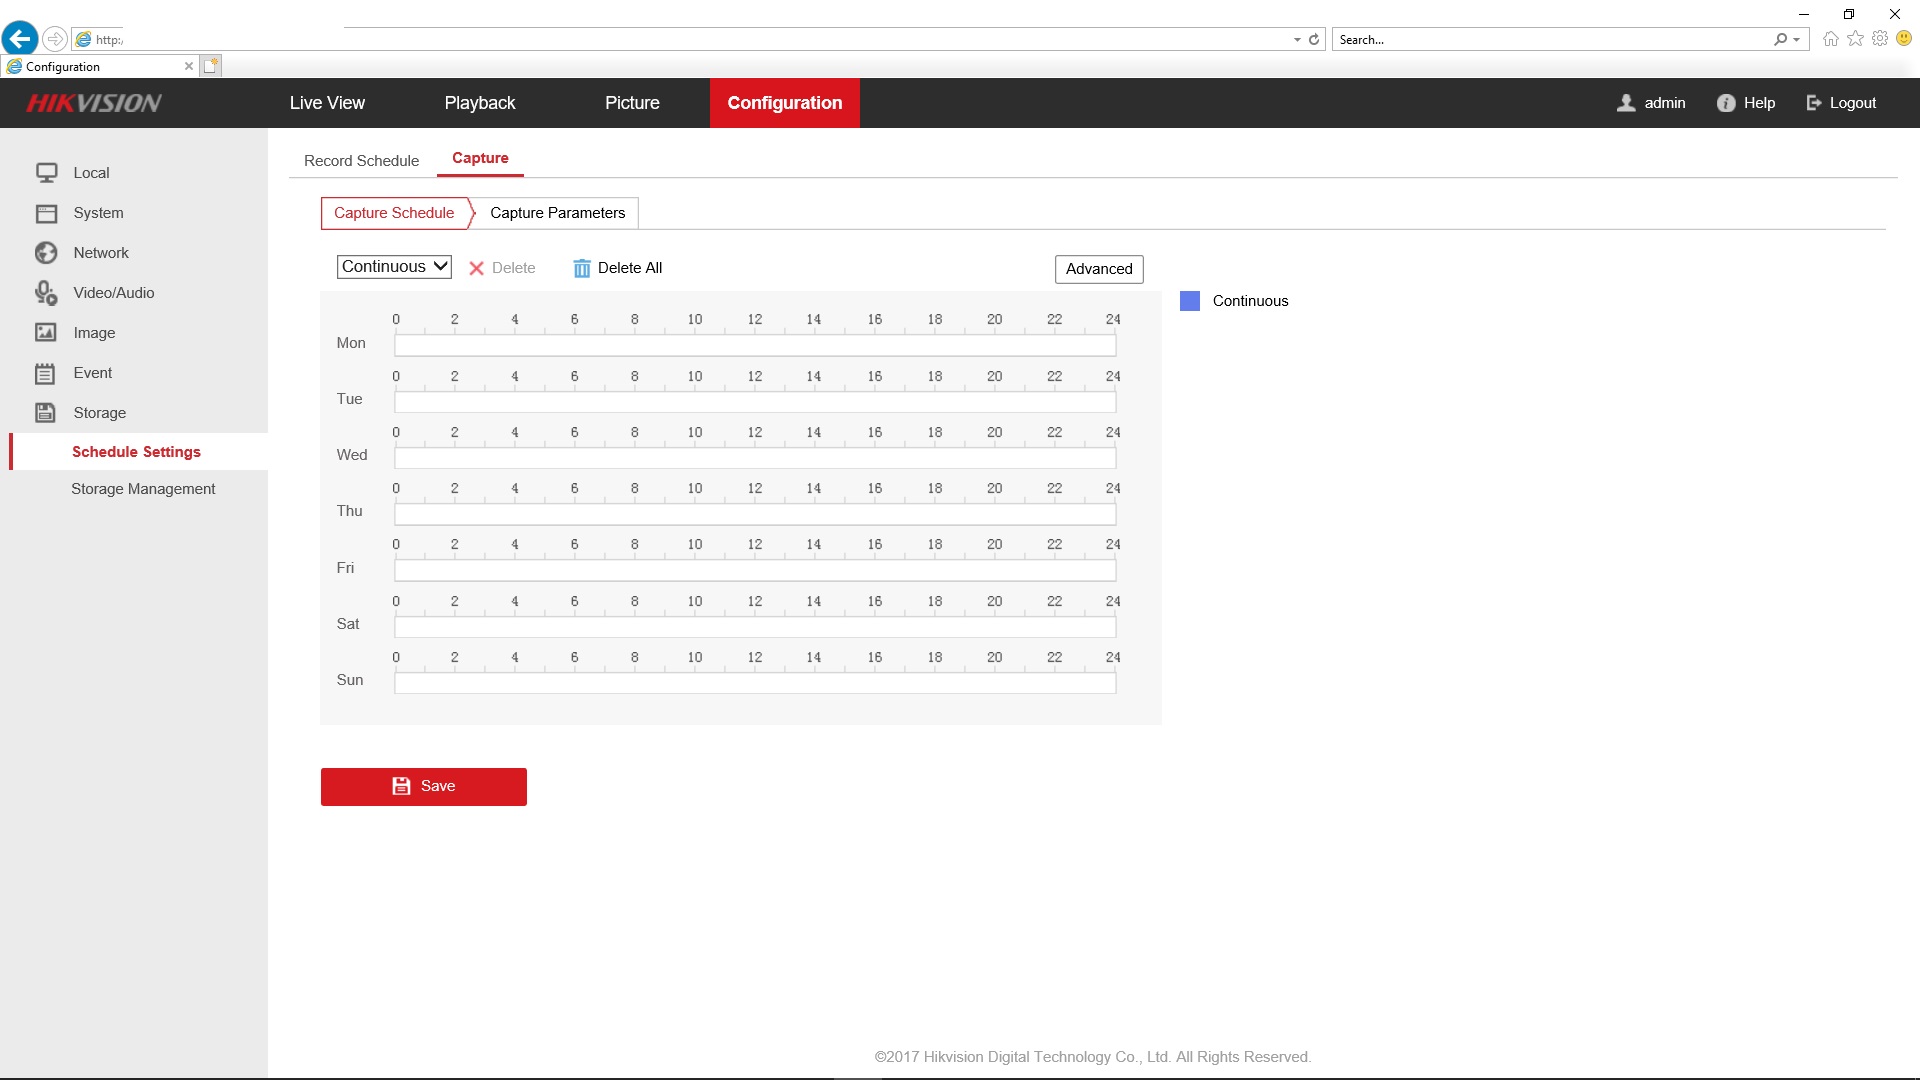 http:/
Search...
Configuration
HIKVISION
Live View
Playback
Picture
Configuration
admin
Help
Logout
Local
System
Network
Video/Audio
Image
Event
Storage
Schedule Settings
Storage Management
Record Schedule
Capture
Capture Schedule
Capture Parameters
Continuous
Delete
Delete All
Advanced
Continuous
0 2 4 6 8 10 12 14 16 18 20 22 24
Mon
0 2 4 6 8 10 12 14 16 18 20 22 24
Tue
0 2 4 6 8 10 12 14 16 18 20 22 24
Wed
0 2 4 6 8 10 12 14 16 18 20 22 24
Thu
0 2 4 6 8 10 12 14 16 18 20 22 24
Fri
0 2 4 6 8 10 12 14 16 18 20 22 24
Sat
0 2 4 6 8 10 12 14 16 18 20 22 24
Sun
Save
©2017 Hikvision Digital Technology Co., Ltd. All Rights Reserved.